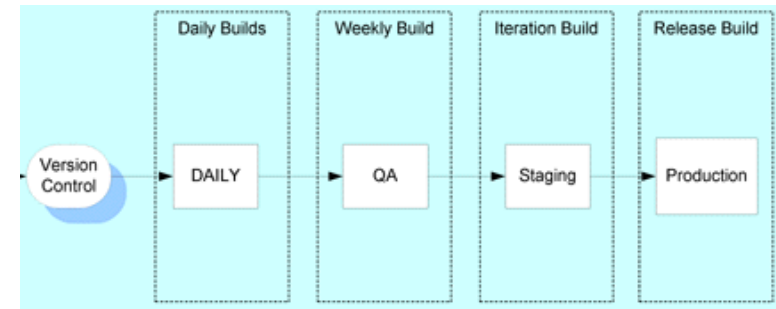 Daily Builds
Weekly Build
Iteration Build
Release Build
Version
Control
DAILY
QA
Staging
Production